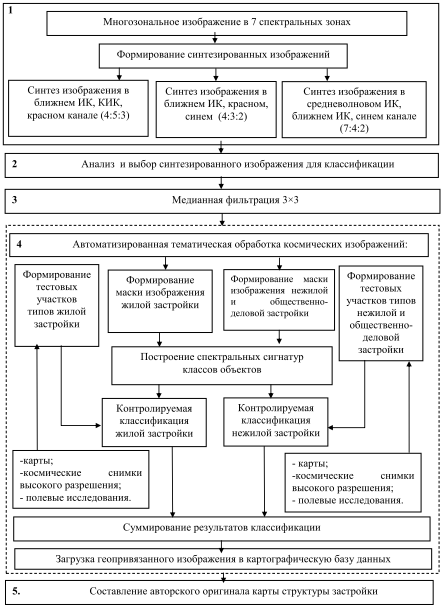 1
Многозональное изображение в 7 спектральных зонах
Формирование синтезированных изображений
Синтез изображения в
ближнем ИК, КИК,
красном канале (4:5:3)
Синтез изображения в
ближнем ИК, красном,
синем (4:3:2)
Синтез изображения в
средневолновом ИК,
ближнем ИК, синем канале
(7:4:2)
2 Анализ и выбор синтезированного изображения для классификации
3 Медианная фильтрация 3×3
4 Автоматизированная тематическая обработка космических изображений:
Формирование
тестовых
участков
типов жилой
застройки
Формирование
маски изображения
жилой застройки
Формирование маски
изображения нежилой
и общественно-
деловой застройки
Формирование
тестовых
участков типов
нежилой и
общественно-
деловой
застройки
Построение спектральных сигнатур
классов объектов
Контролируемая
классификация
жилой застройки
Контролируемая
классификация
нежилой застройки
-карты;
-космические снимки
высокого разрешения;
- полевые исследования.
- карты;
-космические снимки
высокого разрешения;
- полевые исследования.
Суммирование результатов классификации
Загрузка геопривязанного изображения в картографическую базу данных
5. Составление авторского оригинала карты структуры застройки